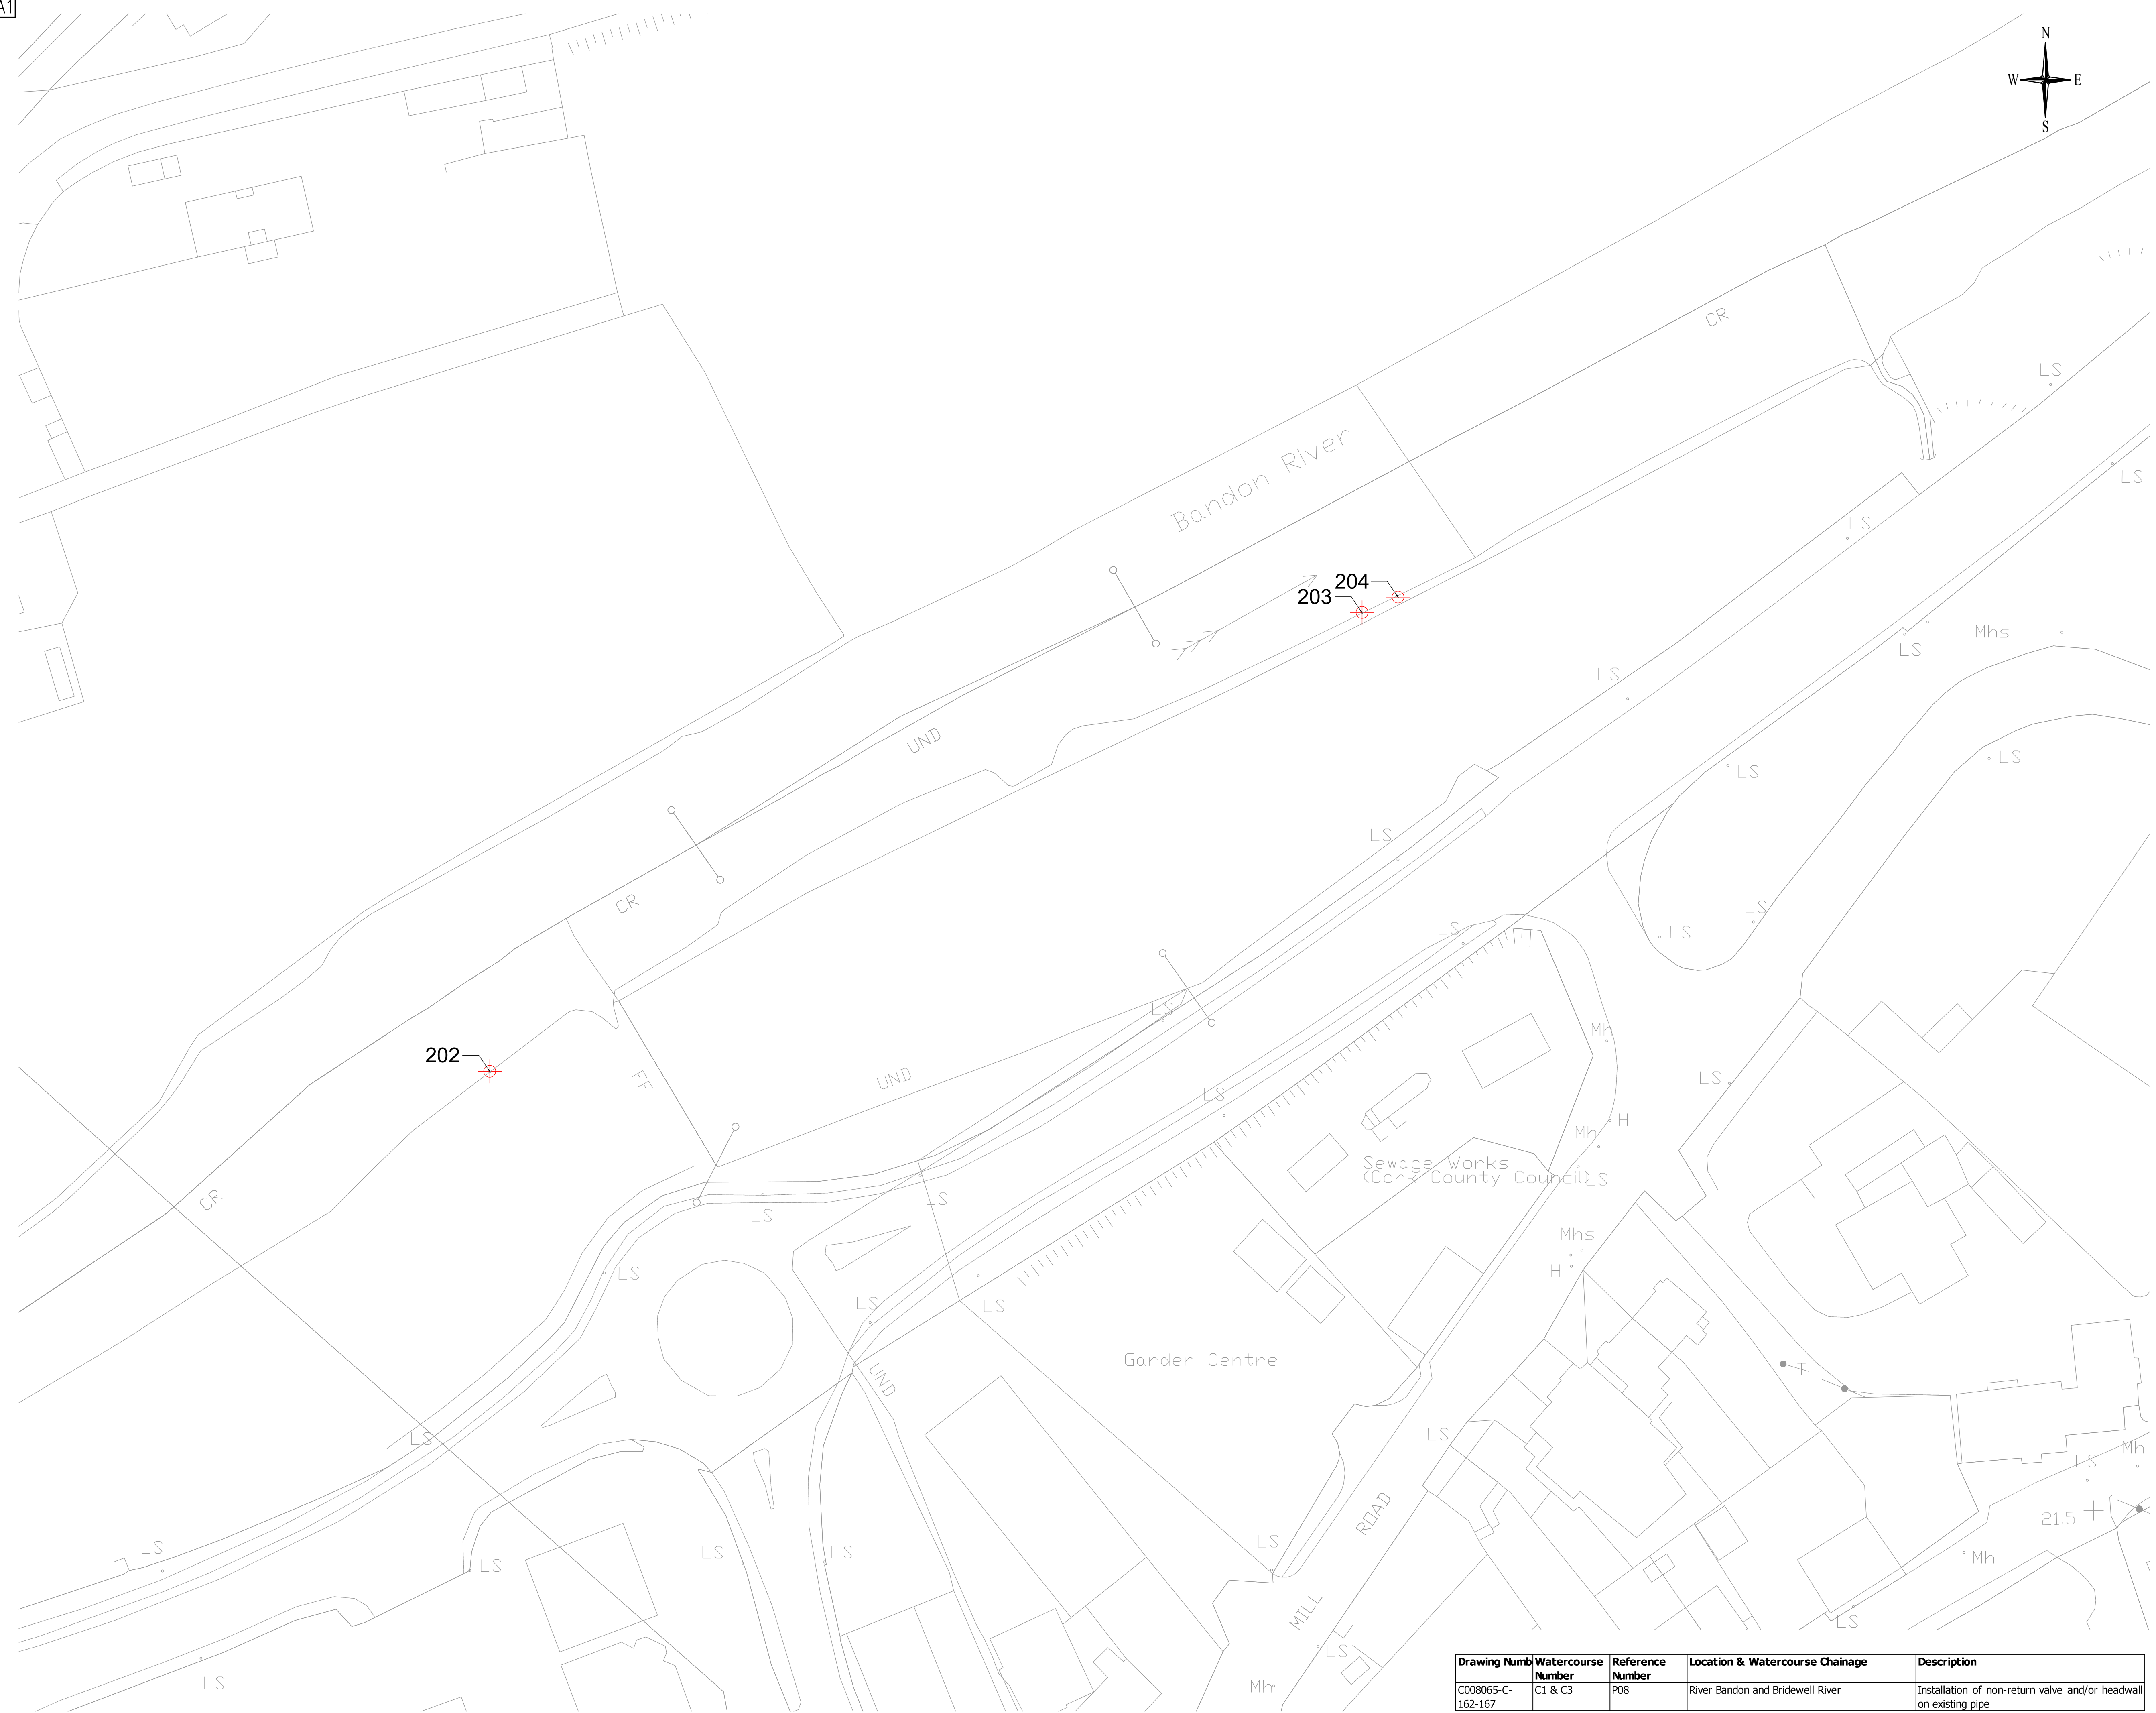 A1
N
W E
S
CR
LS
Bandon River
LS
LS
204
203
Mhs
LS
LS
UND
LS
LS
LS
CR
LS
LS
LS
LS
Mh
202
FF
UND
LS
LS
H
Mh
Sewage Works
(Cork County Council)
LS
CR
LS
LS
Mhs
H
LS
LS
LS
Garden Centre
T
UND
LS
LS
Mh
LS
ROAD
21.5
LS
LS
LS
LS
LS
Mh
MILL
LS
LS
LS
Mh
Drawing Numb Watercourse Number Reference Number Location & Watercourse Chainage Description
C008065-C-162-167 C1 & C3 P08 River Bandon and Bridewell River Installation of non-return valve and/or headwall on existing pipe